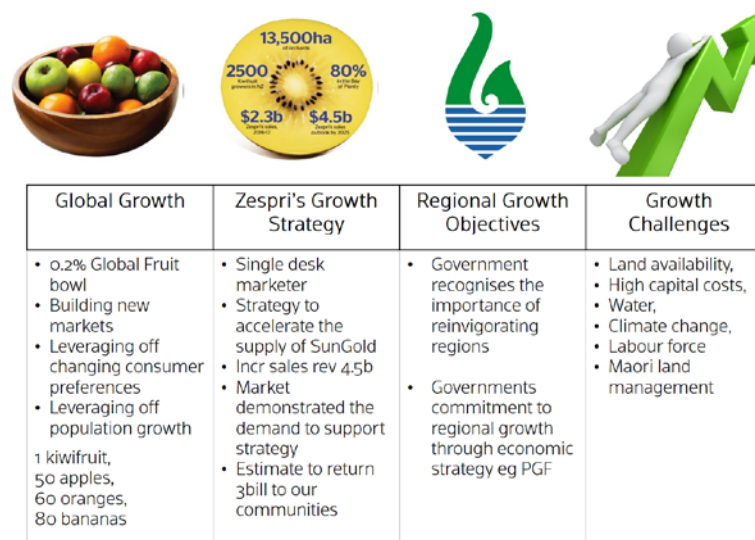 13,500ha
of orchards
2500
Kiwifruit
growers in NZ
80%
in the Bay
of Plenty
$2.3b
Zespri's sales
2016/17
$4.5b
Zespri's sales
outlook by 2025
Global Growth
0.2% Global Fruit
bowl
Building new
markets
Leveraging off
changing consumer
preferences
Leveraging off
population growth
1 kiwifruit,
50 apples,
60 oranges,
80 bananas
Zespri's Growth
Strategy
Single desk
marketer
Strategy to
accelerate the
supply of SunGold
Incr sales rev 4.5b
Market
demonstrated the
demand to support
strategy
Estimate to return
3bill to our
communities
Regional Growth
Objectives
Government
recognises the
importance of
reinvigorating
regions
Governments
commitment to
regional growth
through economic
strategy eg PGF
Growth
Challenges
Land availability,
High capital costs,
Water,
Climate change,
Labour force
Maori land
management